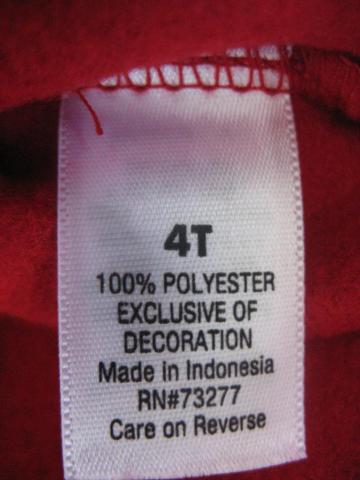 4T
100% POLYESTER
EXCLUSIVE OF
DECORATION
Made in Indonesia
RN#73277
Care on Reverse